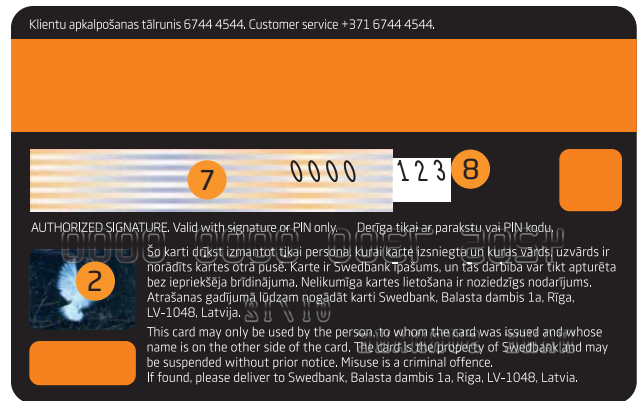 Klientu apkalpošanas tālrunis 6744 4544. Customer service +371 6744 4544.
7 0000 123 8
AUTHORIZED SIGNATURE. Valid with signature or PIN only. Derīga tikai ar parakstu vai PIN kodu.
2
Šo karti drīkst izmantot tikai persona, kurai karte izsniegta un kuras vārds, uzvārds ir
norādīts kartes otrā pusē. Karte ir Swedbank īpašums, un tās darbība var tikt apturēta
bez iepriekšēja brīdinājuma. Nelikumīga kartes lietošana ir noziedzīgs nodarījums.
Atrašanas gadījumā lūdzam nogādāt karti Swedbank, Balasta dambis 1a, Rīga,
LV-1048, Latvija.
This card may only be used by the person, to whom the card was issued and whose
name is on the other side of the card. The card is the property of Swedbank and may
be suspended without prior notice. Misuse is a criminal offence.
If found, please deliver to Swedbank, Balasta dambis 1a, Riga, LV-1048, Latvia.